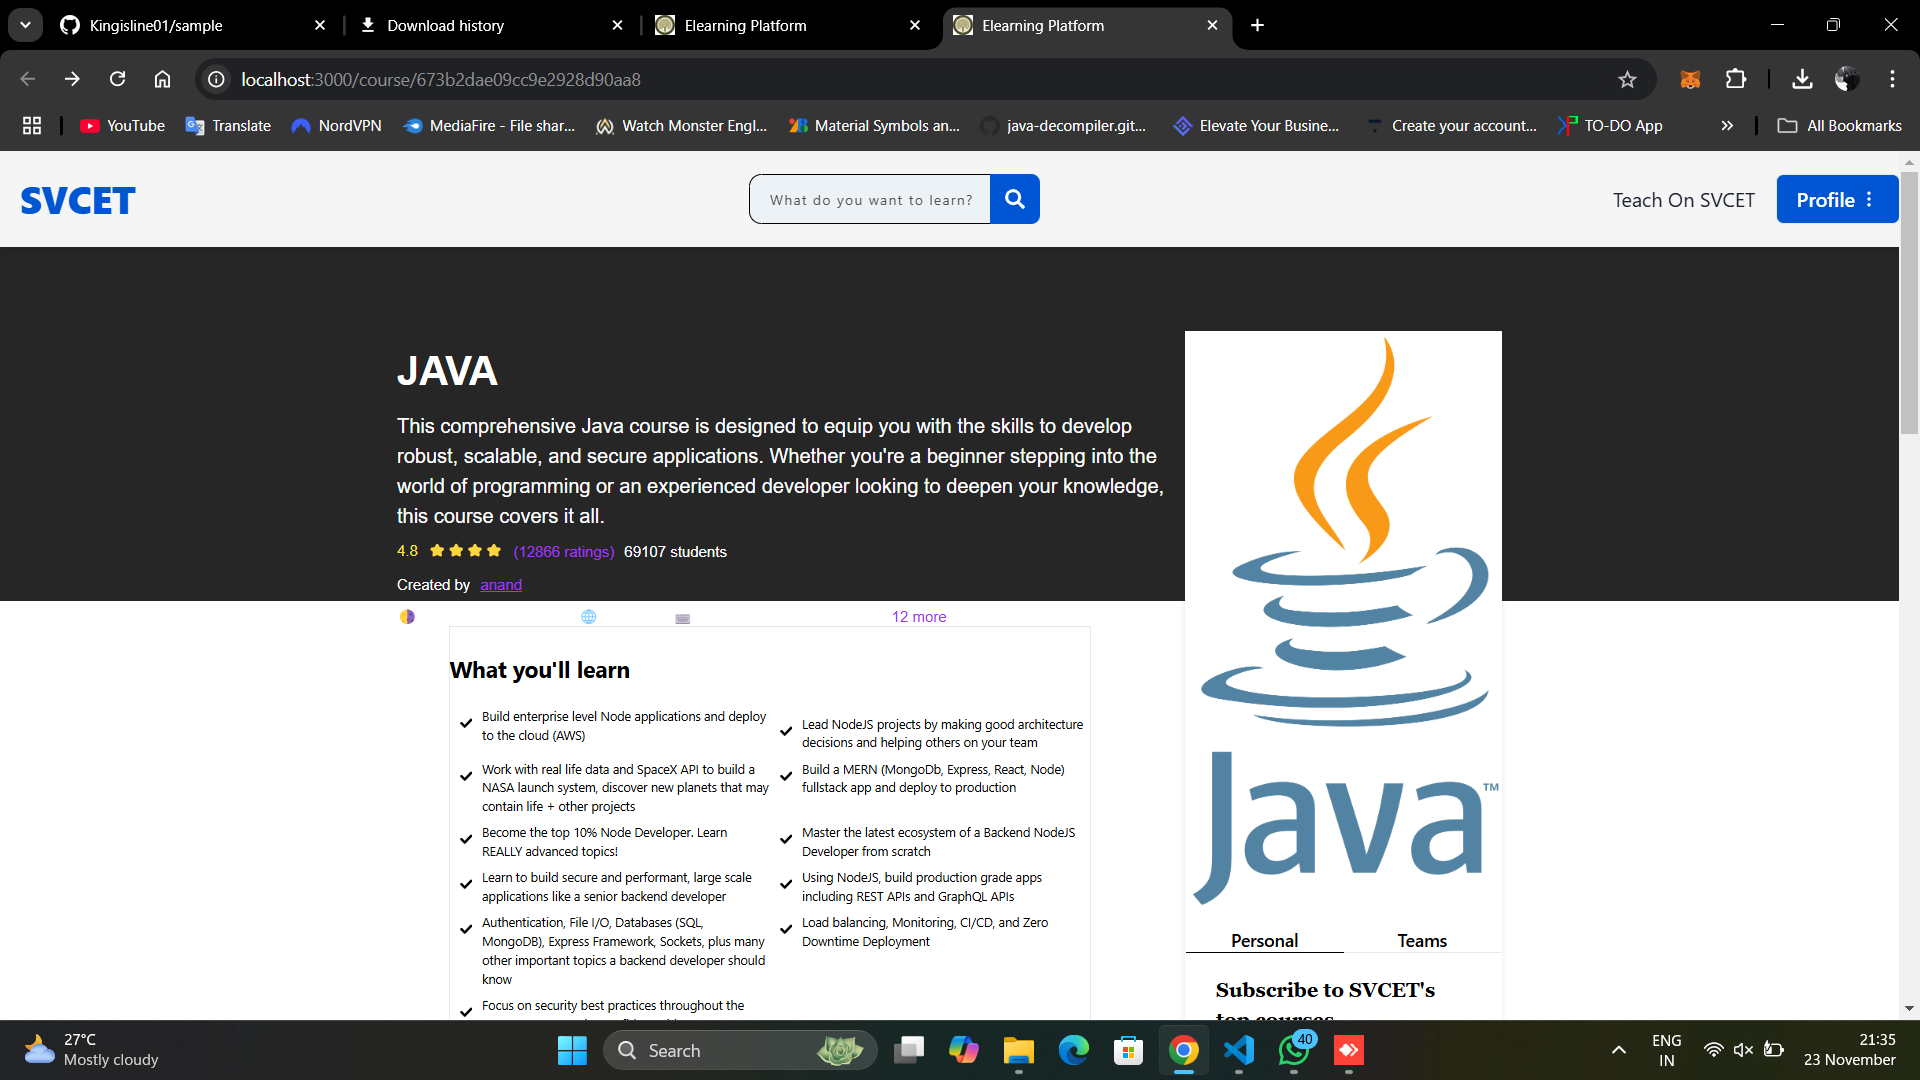 Kingisline01/sample
Download history
Elearning Platform
Elearning Platform
localhost:3000/course/673b2dae09cc9e2928d90aa8
YouTube
Translate
NordVPN
MediaFire - File shar...
Watch Monster Engl...
Material Symbols an...
java-decompiler.git...
Elevate Your Busine...
Create your account...
TO-DO App
All Bookmarks
SVCET
What do you want to learn?
Teach On SVCET
Profile
JAVA
This comprehensive Java course is designed to equip you with the skills to develop
robust, scalable, and secure applications. Whether you're a beginner stepping into the
world of programming or an experienced developer looking to deepen your knowledge,
this course covers it all.
4.8 (12866 ratings) 69107 students
Created by anand
12 more
What you'll learn
Build enterprise level Node applications and deploy
to the cloud (AWS)
Lead NodeJS projects by making good architecture
decisions and helping others on your team
Work with real life data and SpaceX API to build a
NASA launch system, discover new planets that may
contain life + other projects
Build a MERN (MongoDb, Express, React, Node)
fullstack app and deploy to production
Become the top 10% Node Developer. Learn
REALLY advanced topics!
Master the latest ecosystem of a Backend NodeJS
Developer from scratch
Learn to build secure and performant, large scale
applications like a senior backend developer
Using NodeJS, build production grade apps
including REST APIs and GraphQL APIs
Authentication, File I/O, Databases (SQL,
MongoDB), Express Framework, Sockets, plus many
other important topics a backend developer should
know
Load balancing, Monitoring, CI/CD, and Zero
Downtime Deployment
Focus on security best practices throughout the
Java™
Personal
Teams
Subscribe to SVCET's
top courses
27°C
Mostly cloudy
Search
40
ENG
IN
21:35
23 November